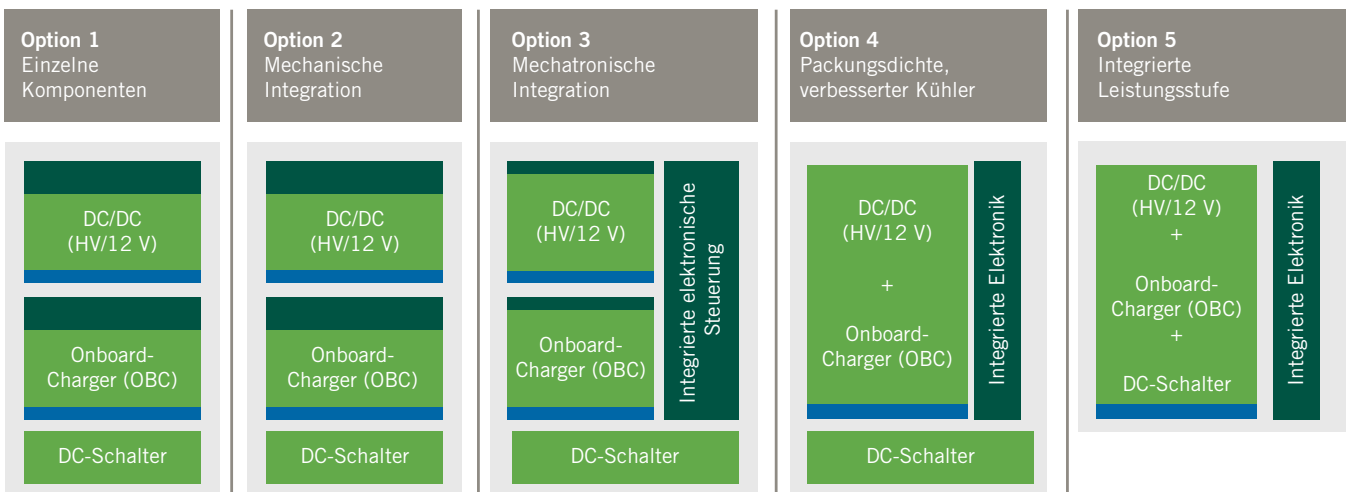 Option 1
Einzelne
Komponenten
DC/DC
(HV/12 V)
Onboard-
Charger (OBC)
DC-Schalter
Option 2
Mechanische
Integration
DC/DC
(HV/12 V)
Onboard-
Charger (OBC)
DC-Schalter
Option 3
Mechatronische
Integration
DC/DC
(HV/12 V)
Onboard-
Charger (OBC)
Integrierte elektronische
Steuerung
DC-Schalter
Option 4
Packungsdichte,
verbesserter Kühler
DC/DC
(HV/12 V)
+
Onboard-
Charger (OBC)
Integrierte Elektronik
DC-Schalter
Option 5
Integrierte
Leistungsstufe
DC/DC
(HV/12 V)
+
Onboard-
Charger (OBC)
+
DC-Schalter
Integrierte Elektronik